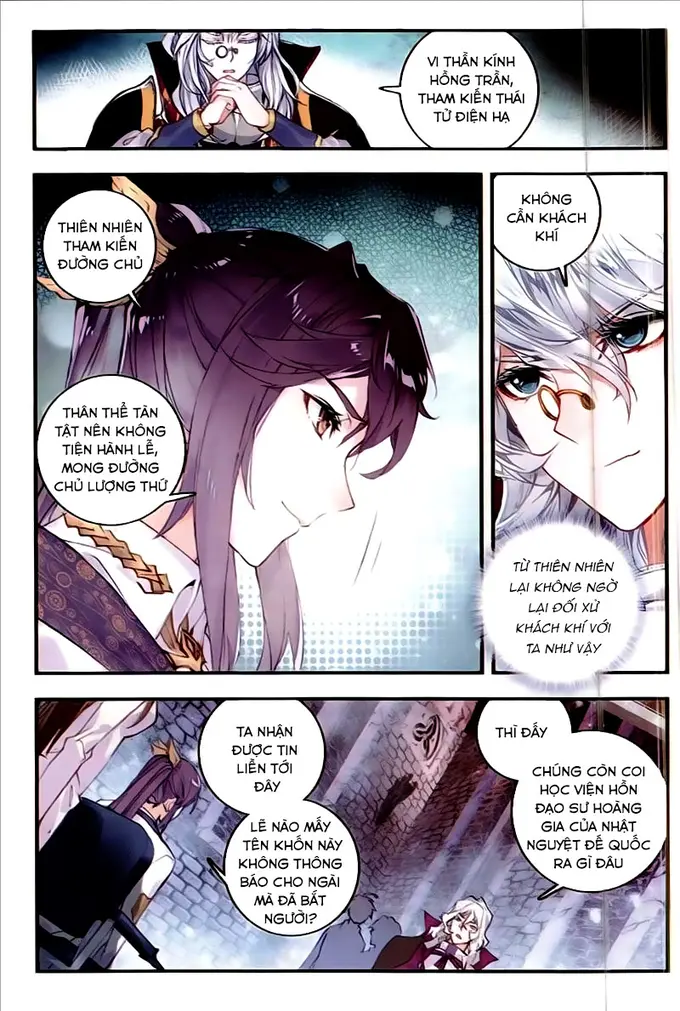 VI THẦN KÍNH
HỒNG TRẦN,
THAM KIẾN THÁI
TỬ ĐIỆN HẠ
THIÊN NHIÊN
THAM KIẾN
ĐƯỜNG CHỦ
KHÔNG
CẦN KHÁCH
KHÍ
THÂN THỂ TÀN
TẬT NÊN KHÔNG
TIỆN HÀNH LỄ,
MONG ĐƯỜNG
CHỦ LƯỢNG THỨ
TỪ THIÊN NHIÊN
LẠI KHÔNG NGỜ
LẠI ĐỐI XỬ
KHÁCH KHÍ VỚI
TA NHƯ VẬY
TA NHẬN
ĐƯỢC TIN
LIỀN TỚI
ĐÂY
LẼ NÀO MẤY
TÊN KHỐN NÀY
KHÔNG THÔNG
BÁO CHO NGÀI
MÀ ĐÃ BẮT
NGƯỜI?
THÌ ĐẤY
CHÚNG CÒN COI
HỌC VIỆN HỒN
ĐẠO SƯ HOÀNG
GIA CỦA NHẬT
NGUYỆT ĐẾ QUỐC
RA GÌ ĐÂU